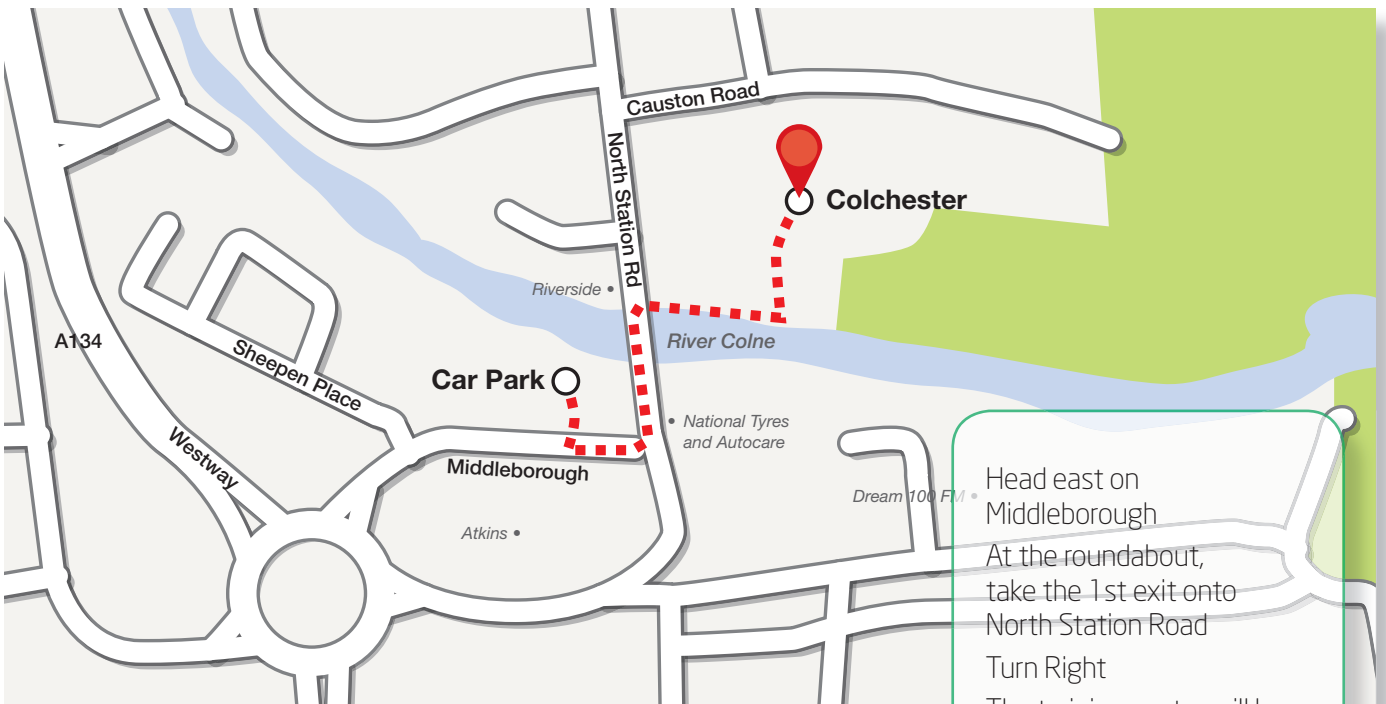 Causton Road
North Station Rd
Colchester
Riverside
A134
River Colne
Sheepen Place
Car Park
National Tyres
and Autocare
Westway
Middleborough
Dream 100 FM
Atkins
Head east on
Middleborough
At the roundabout,
take the 1st exit onto
North Station Road
Turn Right